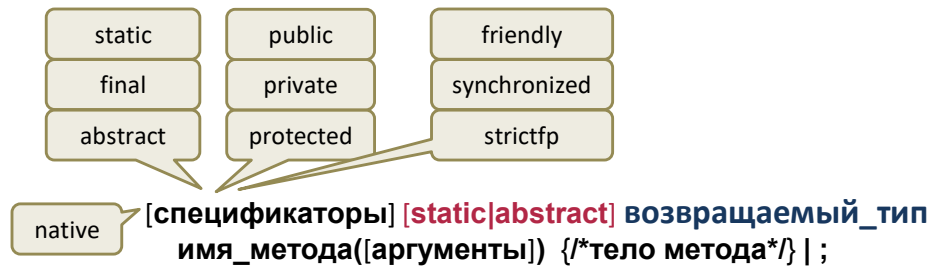 static public friendly
final private synchronized
abstract protected strictfp
native
[спецификаторы] [static|abstract] возвращаемый_тип
имя_метода([аргументы]) {/*тело метода*/} | ;